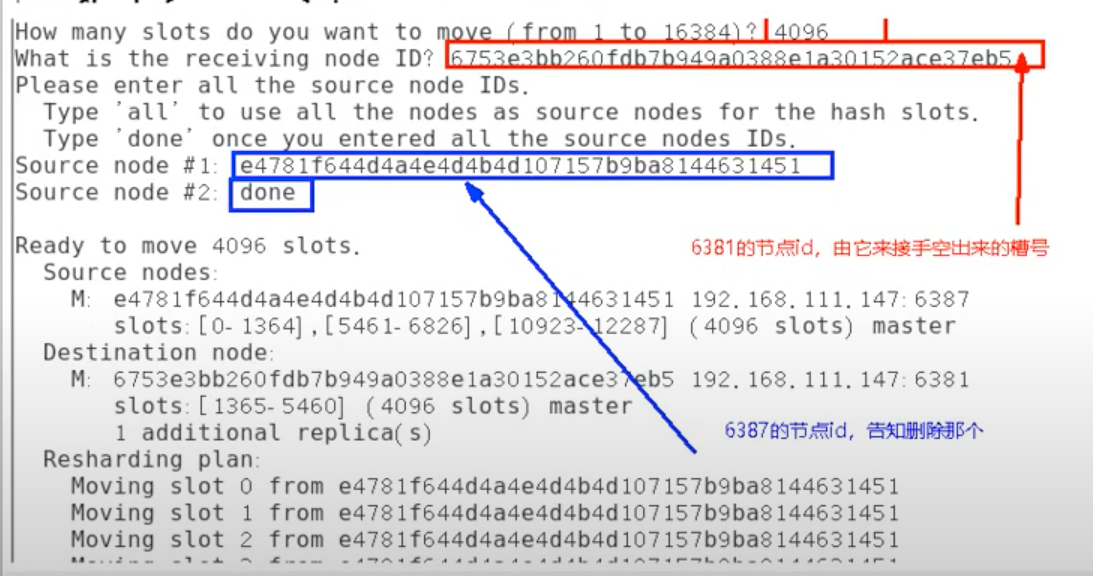 How many slots do you want to move (from 1 to 16384)? 4096
What is the receiving node ID? 6753e3bb260fdb7b949a0388e1a30152ace37eb5
Please enter all the source node IDs.
Type 'all' to use all the nodes as source nodes for the hash slots.
Type 'done' once you entered all the source nodes IDs.
Source node #1: e4781f644d4a4e4d4b4d107157b9ba8144631451
Source node #2: done
Ready to move 4096 slots.
6381的节点id，由它来接手空出来的槽号
Source nodes:
M: e4781f644d4a4e4d4b4d107157b9ba8144631451 192.168.111.147:6387
slots:[0-1364],[5461-6826],[10923-12287] (4096 slots) master
Destination node:
M: 6753e3bb260fdb7b949a0388e1a30152ace37eb5 192.168.111.147:6381
slots:[1365-5460] (4096 slots) master
1 additional replica(s)
6387的节点id，告知删除那个
Resharding plan:
Moving slot 0 from e4781f644d4a4e4d4b4d107157b9ba8144631451
Moving slot 1 from e4781f644d4a4e4d4b4d107157b9ba8144631451
Moving slot 2 from e4781f644d4a4e4d4b4d107157b9ba8144631451